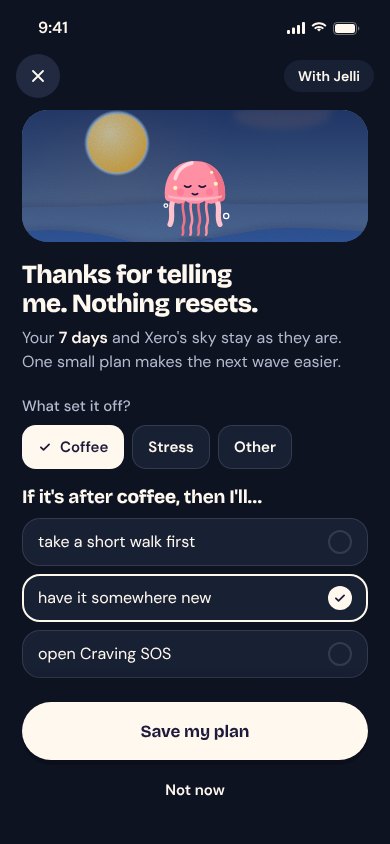 9:41
With Jelli
Thanks for telling
me. Nothing resets.
Your 7 days and Xero's sky stay as they are.
One small plan makes the next wave easier.
What set it off?
Coffee
Stress
Other
If it's after coffee, then I'll...
take a short walk first
have it somewhere new
open Craving SOS
Save my plan
Not now